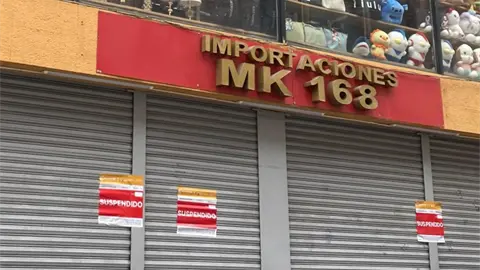 IMPORTACIONES
MK 168
SUSPENDIDO
SUSPENDIDO
SUSPENDIDO